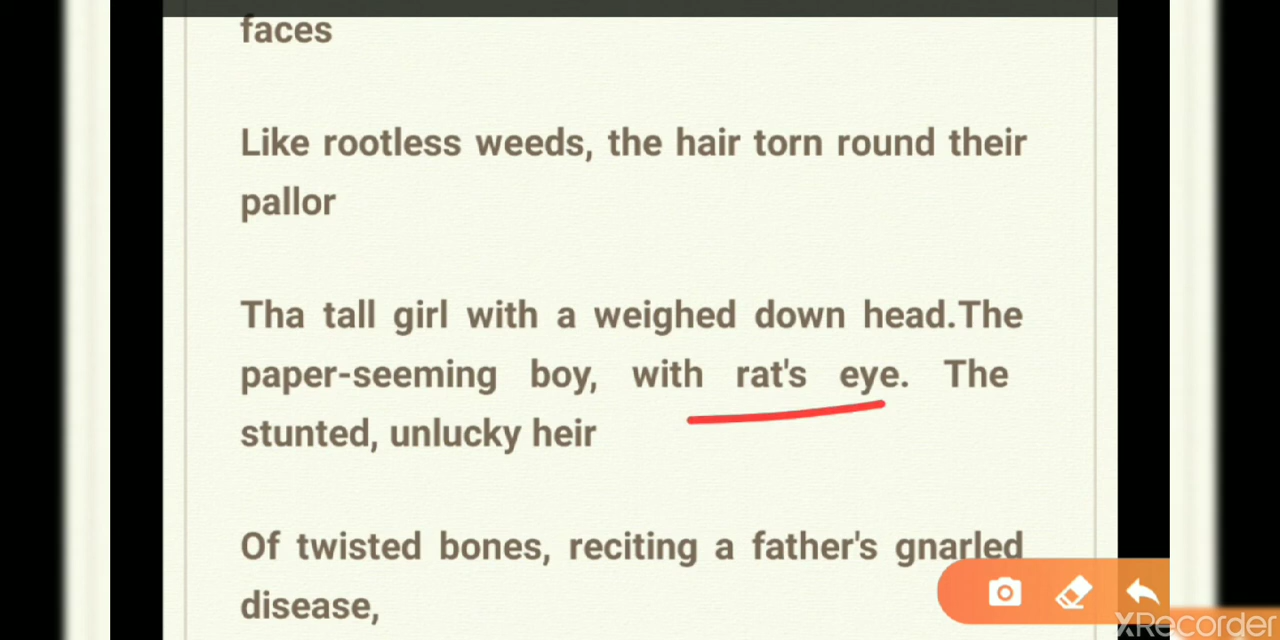 faces
Like rootless weeds, the hair torn round their
pallor
Tha tall girl with a weighed down head.The
paper-seeming boy, with rat's eye. The
stunted, unlucky heir
Of twisted bones, reciting a father's gnarled
disease,
XRecorder